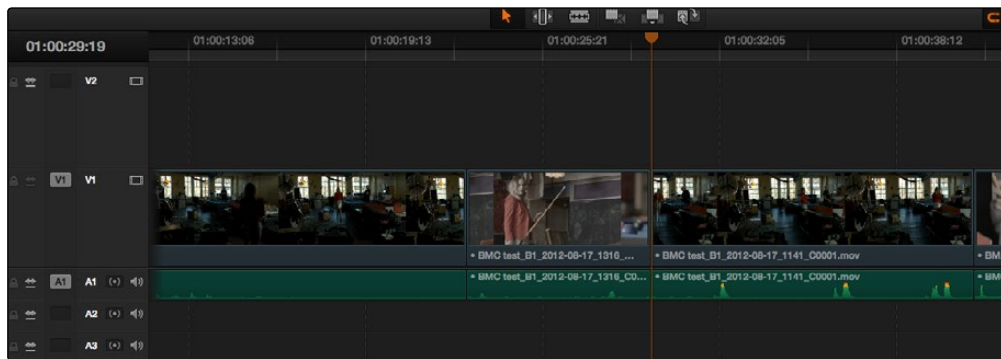 01:00:29:19
01:00:13:06 01:00:19:13 01:00:25:21 01:00:32:05 01:00:38:12
V2
V1 V1
• BMC test_B1_2012-08-17_1316_... • BMC test_B1_2012-08-17_1141_C0001.mov • BM
• BMC test_B1_2012-08-17_1316_C0... • BMC test_B1_2012-08-17_1141_C0001.mov • BM
A1 A1
A2
A3